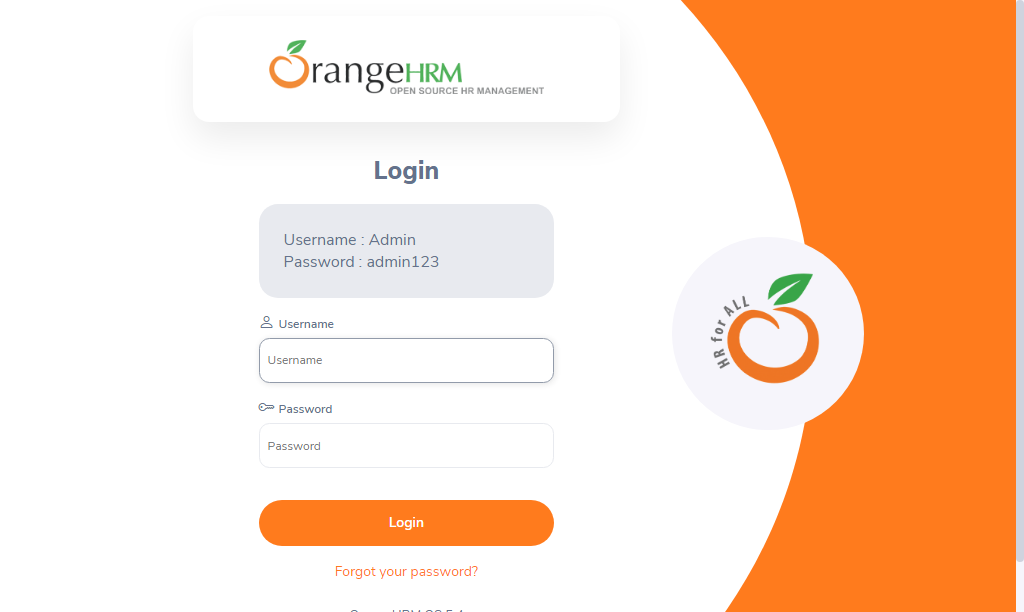 OrangeHRM
OPEN SOURCE HR MANAGEMENT
Login
Username : Admin
Password : admin123
Username
Username
Password
Password
HR for ALL
Login
Forgot your password?